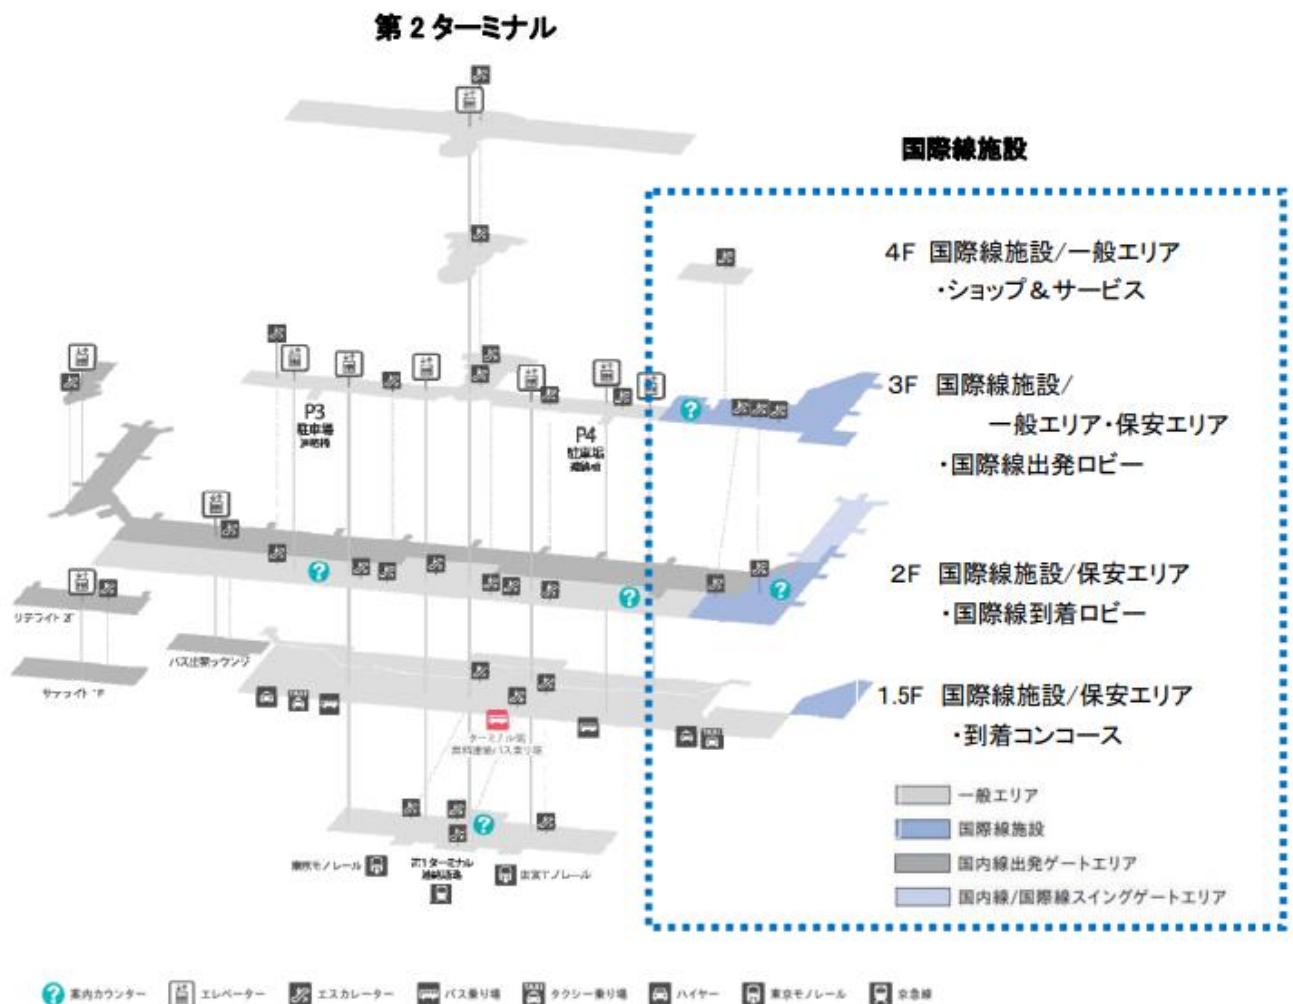 第2ターミナル
国際線施設
4F 国際線施設/一般エリア
・ショップ&サービス
3F 国際線施設/
一般エリア・保安エリア
・国際線出発ロビー
P3
駐車場
P4
駐車場
2F 国際線施設/保安エリア
・国際線到着ロビー
バス出発ラウンジ
1.5F 国際線施設/保安エリア
・到着コンコース
TAXI
TAXI
一般エリア
国際線施設
国内線出発ゲートエリア
国内線/国際線スイングゲートエリア
東京モノレール
東京モノレール
案内カウンター
エレベーター
エスカレーター
バス乗り場
TAXI
タクシー乗り場
ハイヤー
東京モノレール
京急線